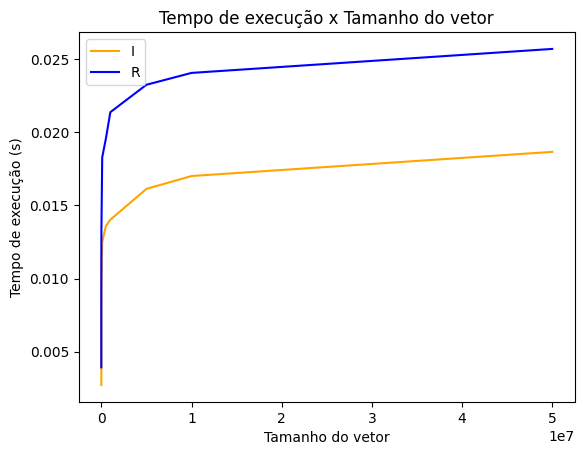 Tempo de execução x Tamanho do vetor
I
R
Tempo de execução (s)
0.025
0.020
0.015
0.010
0.005
0
1
2
3
4
5
1e7
Tamanho do vetor